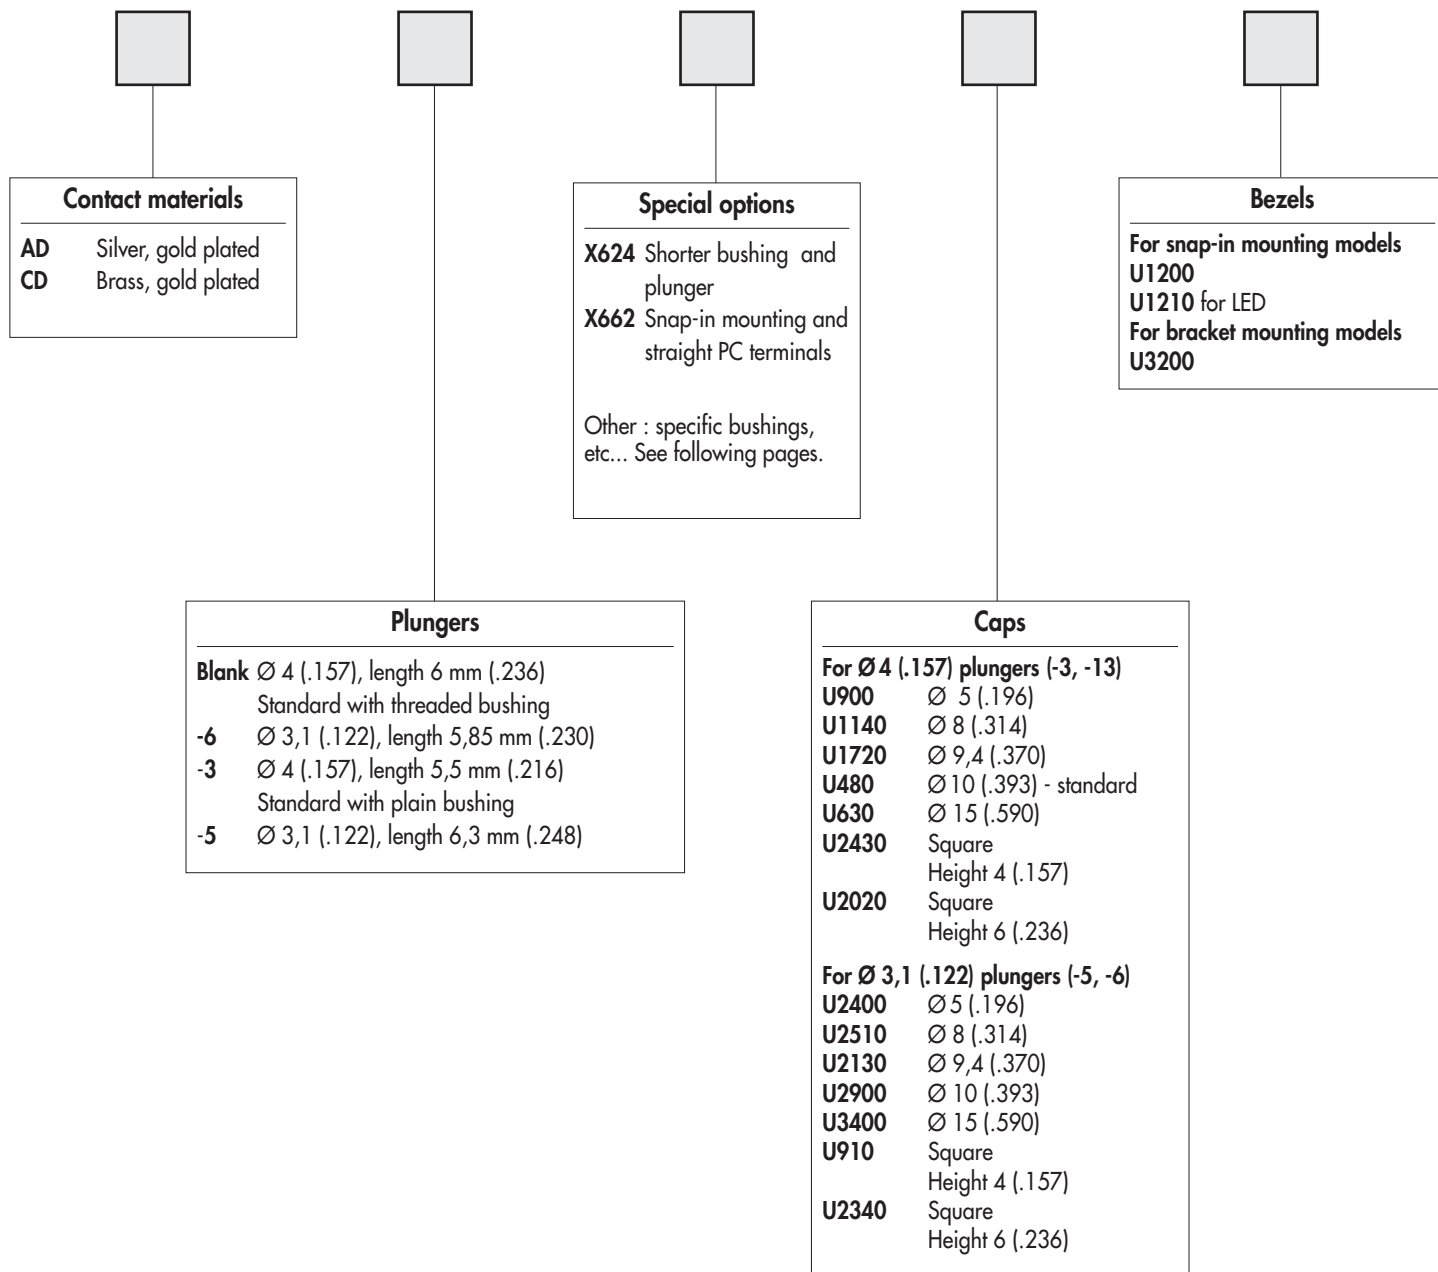 Contact materials
AD Silver, gold plated
CD Brass, gold plated
Special options
X624 Shorter bushing and
plunger
X662 Snap-in mounting and
straight PC terminals
Other : specific bushings,
etc... See following pages.
Bezels
For snap-in mounting models
U1200
U1210 for LED
For bracket mounting models
U3200
Plungers
Blank Ø 4 (.157), length 6 mm (.236)
Standard with threaded bushing
-6 Ø 3,1 (.122), length 5,85 mm (.230)
-3 Ø 4 (.157), length 5,5 mm (.216)
Standard with plain bushing
-5 Ø 3,1 (.122), length 6,3 mm (.248)
Caps
For Ø 4 (.157) plungers (-3, -13)
U900 Ø 5 (.196)
U1140 Ø 8 (.314)
U1720 Ø 9,4 (.370)
U480 Ø 10 (.393) - standard
U630 Ø 15 (.590)
U2430 Square
Height 4 (.157)
U2020 Square
Height 6 (.236)
For Ø 3,1 (.122) plungers (-5, -6)
U2400 Ø 5 (.196)
U2510 Ø 8 (.314)
U2130 Ø 9,4 (.370)
U2900 Ø 10 (.393)
U3400 Ø 15 (.590)
U910 Square
Height 4 (.157)
U2340 Square
Height 6 (.236)